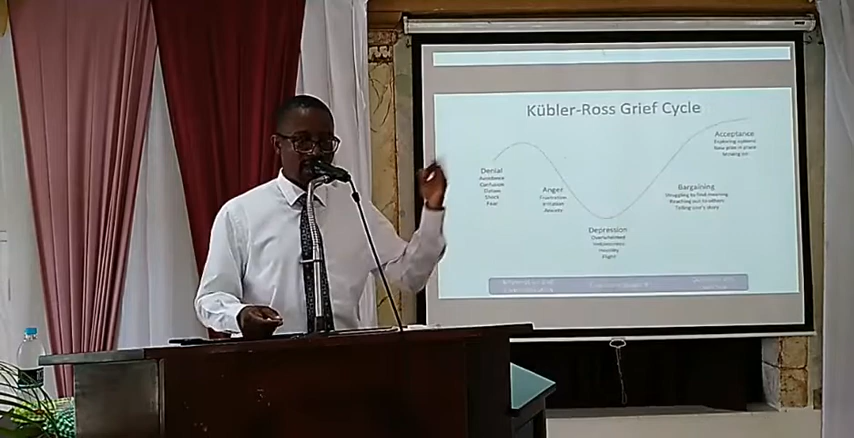 Kübler-Ross Grief Cycle
Acceptance
Exploring options
New plan in place
Moving on
Denial
Avoidance
Confusion
Elation
Shock
Fear
Anger
Frustration
Irritation
Anxiety
Bargaining
Struggling to find meaning
Reaching out to others
Telling one's story
Depression
Overwhelmed
Helplessness
Hostility
Flight